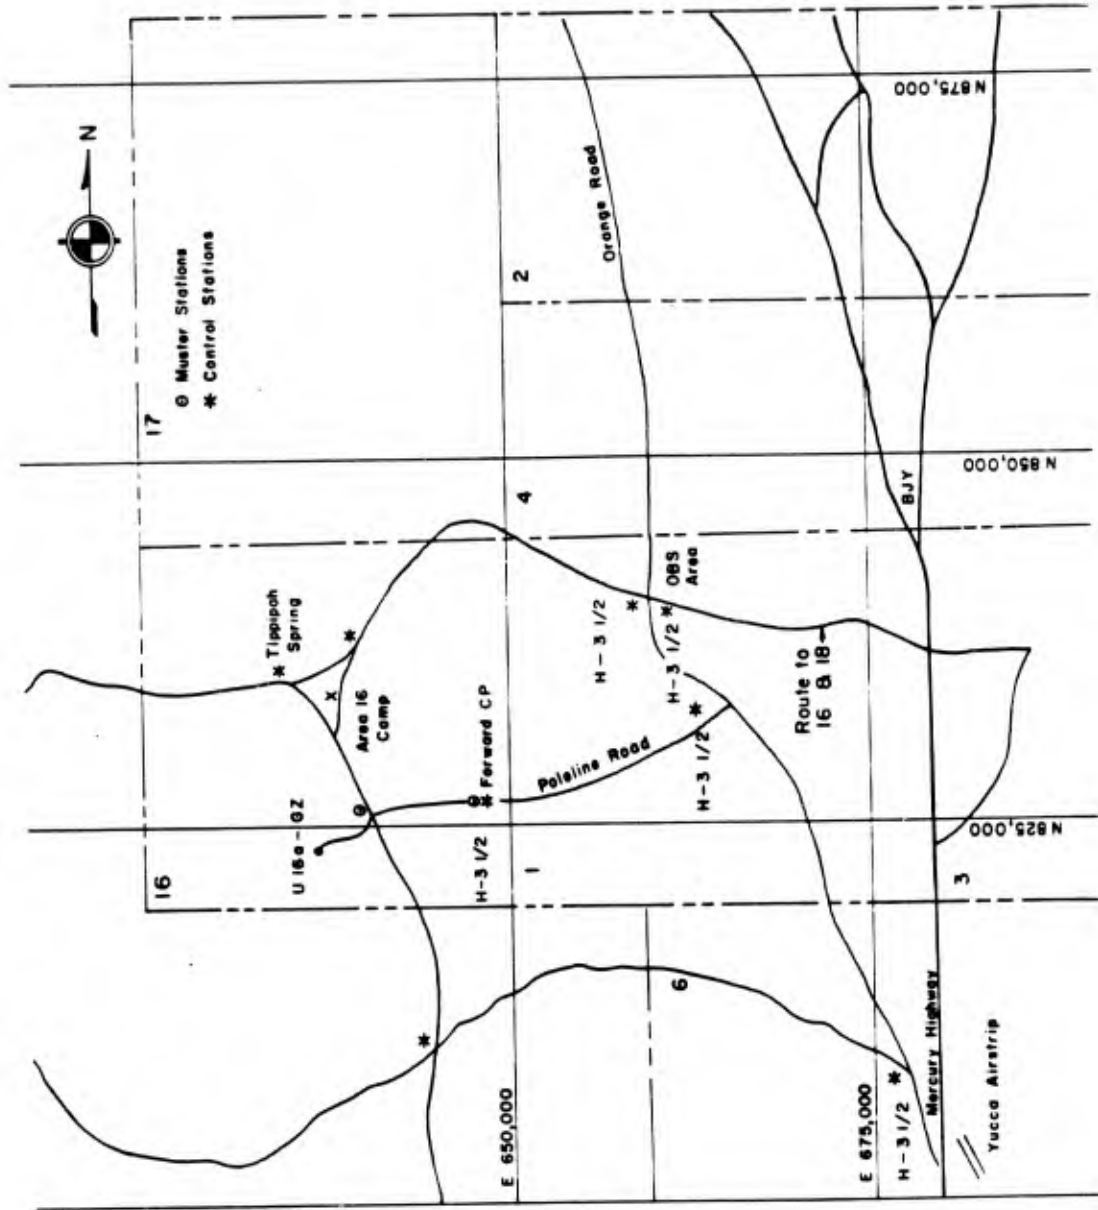 N
⊙ Muster Stations
* Control Stations
17
16
Tippipah
Spring
Area 16
Camp
X
U 16a - GZ
Forward CP
H-3 1/2
Poleline Road
Orange Road
2
4
1
H - 3 1/2
OBS
Area
H-3 1/2
H-3 1/2
Route to
16 & 18
BJY
6
3
Mercury Highway
H - 3 1/2
Yucca Airstrip
E 650,000
E 675,000
N 825,000
N 850,000
N 875,000